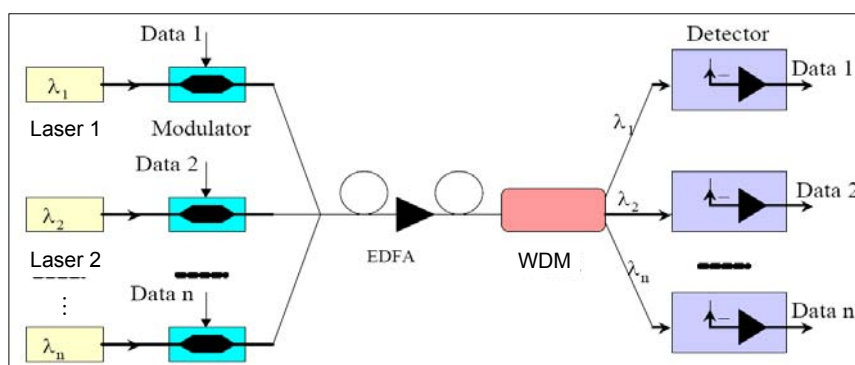 Data 1
λ1
Laser 1
Modulator
Data 2
λ2
Laser 2
Data n
λn
EDFA
WDM
λ1
λ2
λn
Detector
Data 1
Data 2
Data n